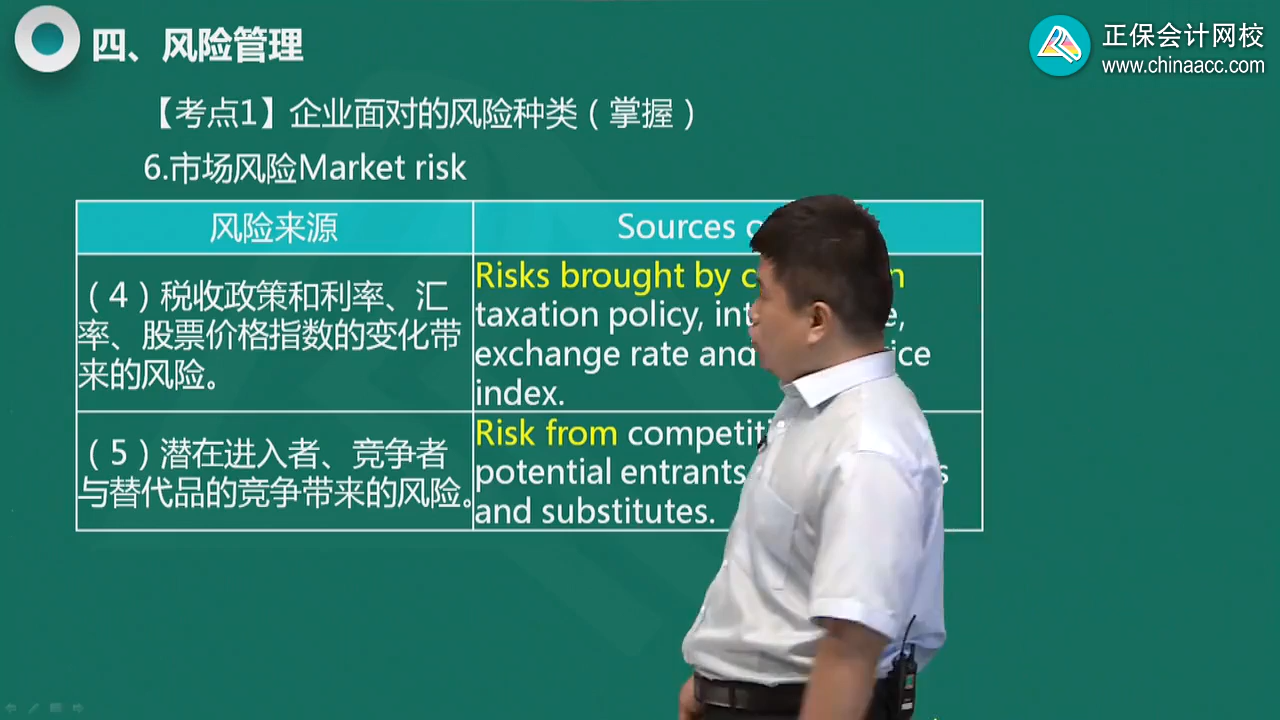 四、风险管理
正保会计网校
www.chinaacc.com
【考点1】企业面对的风险种类（掌握）
6.市场风险Market risk
风险来源
Sources
（4）税收政策和利率、汇
率、股票价格指数的变化带
来的风险。
Risks brought by
taxation policy,
exchange rate and
index.
（5）潜在进入者、竞争者
与替代品的竞争带来的风险。
Risk from
potential entrants
and substitutes.